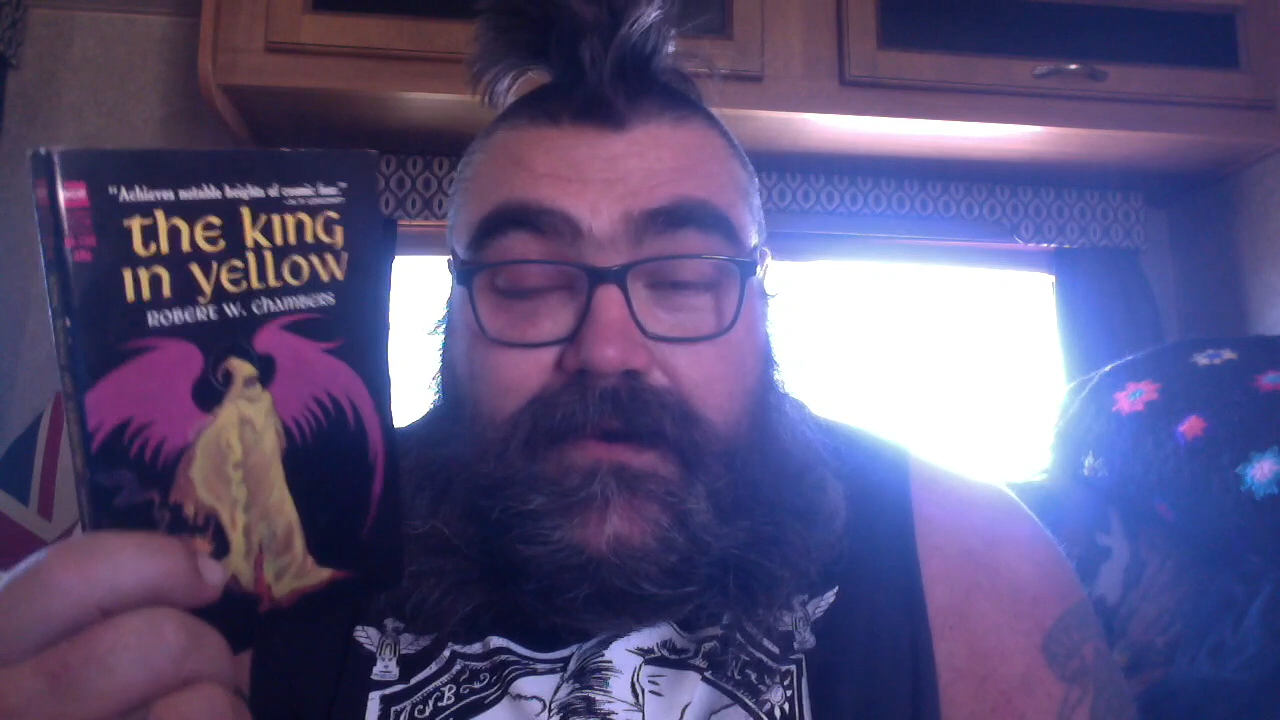 "Achieves notable heights of cosmic fear."
the king
in yellow
Robert W. Chambers